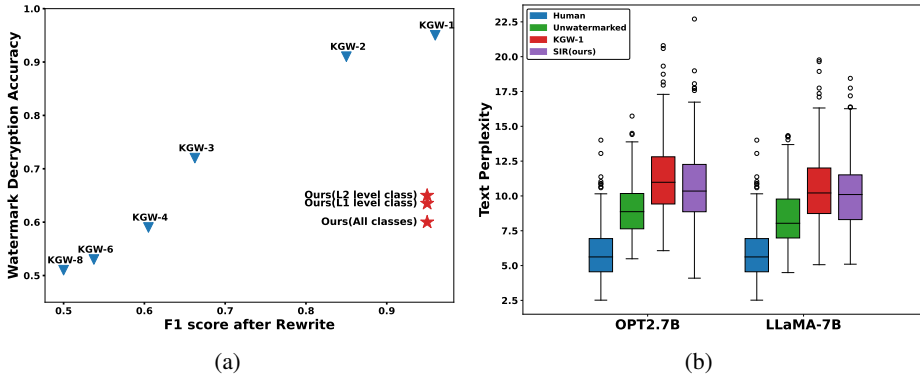 1.0
0.9
0.8
0.7
0.6
0.5
Watermark Decryption Accuracy
KGW-1
KGW-2
KGW-3
KGW-4
KGW-6
KGW-8
Ours(L2 level class)
Ours(L1 level class)
Ours(All classes)
0.5 0.6 0.7 0.8 0.9
F1 score after Rewrite
(a)
22.5
20.0
17.5
15.0
12.5
10.0
7.5
5.0
2.5
Text Perplexity
Human
Unwatermarked
KGW-1
SIR(ours)
OPT2.7B LLaMA-7B
(b)